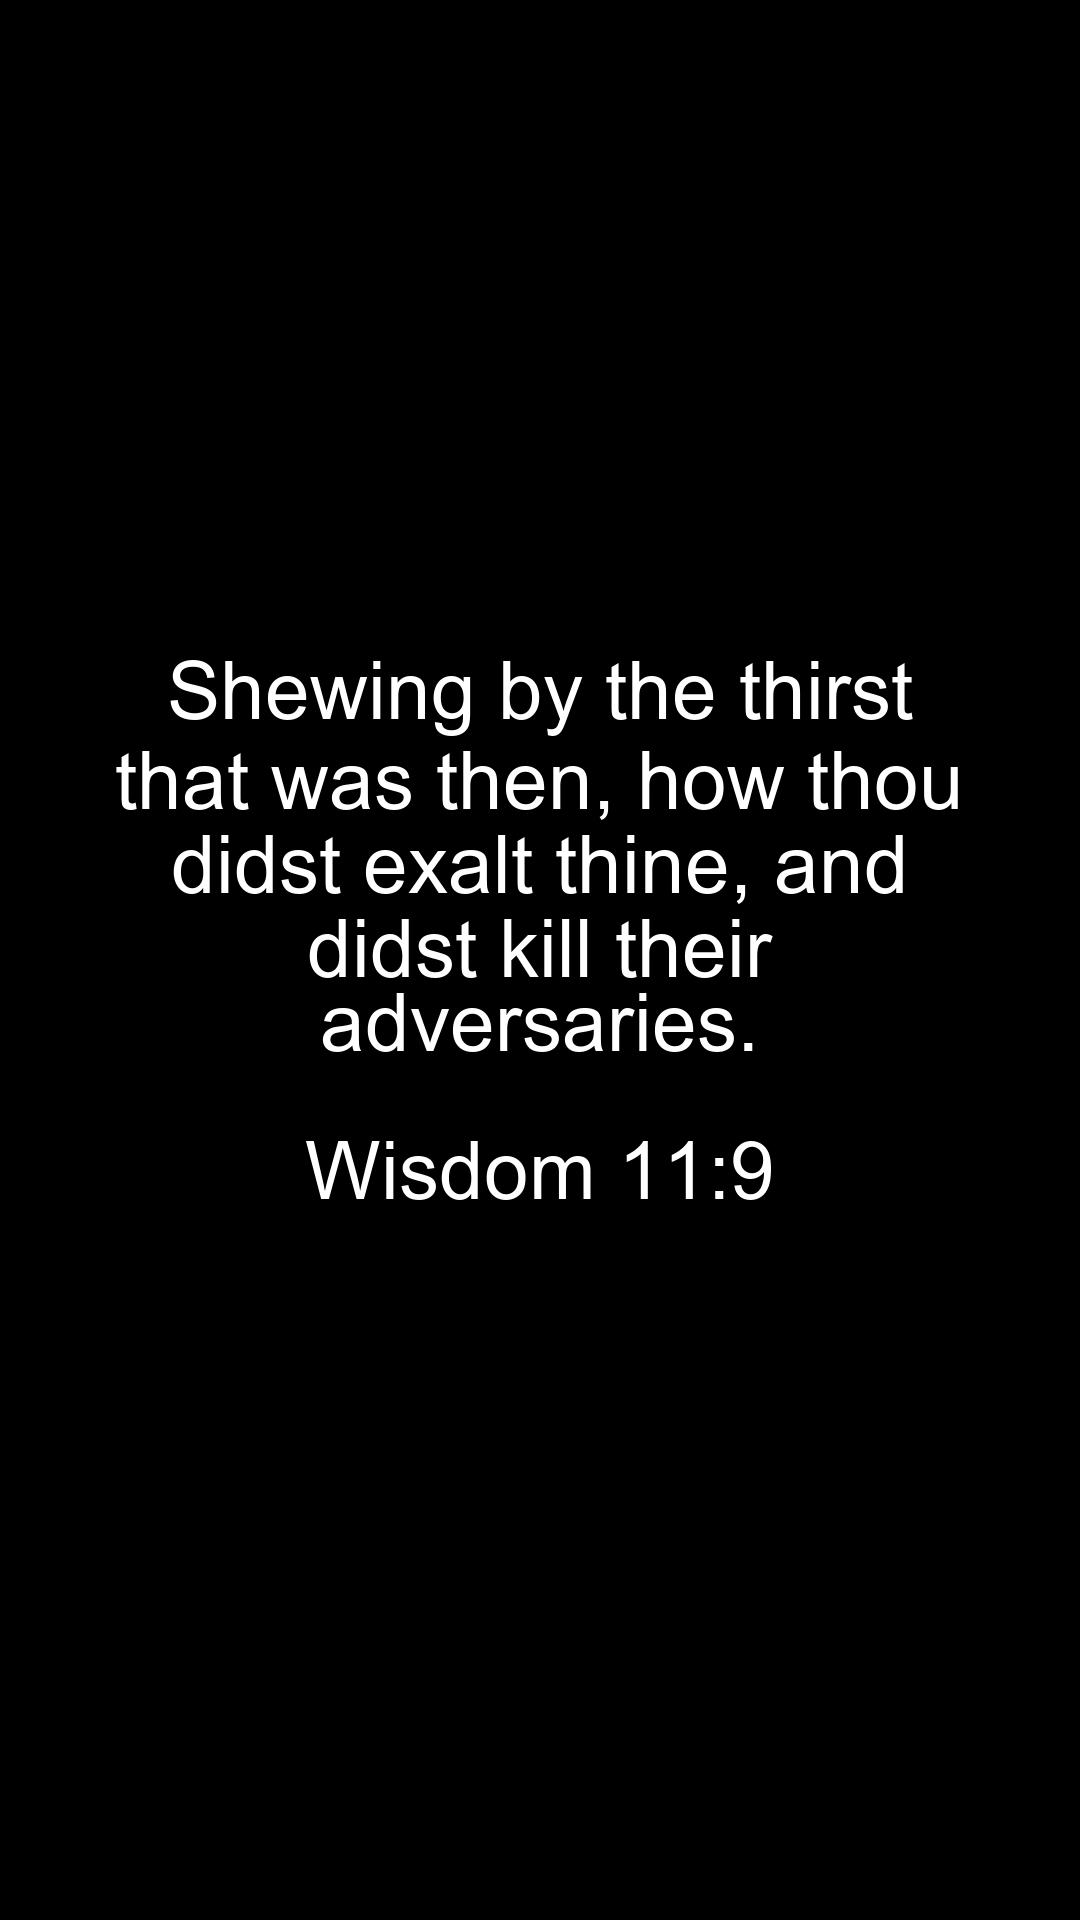 Shewing by the thirst
that was then, how thou
didst exalt thine, and
didst kill their
adversaries.
Wisdom 11:9